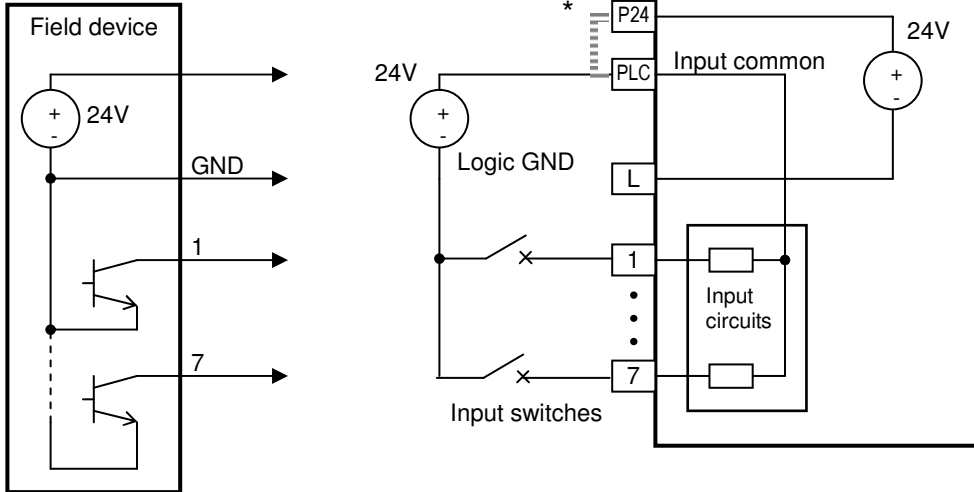 Field device
+
-
24V
GND
1
7
*
24V
+
-
Logic GND
Input switches
P24
PLC
L
1
7
Input common
24V
+
-
Input
circuits